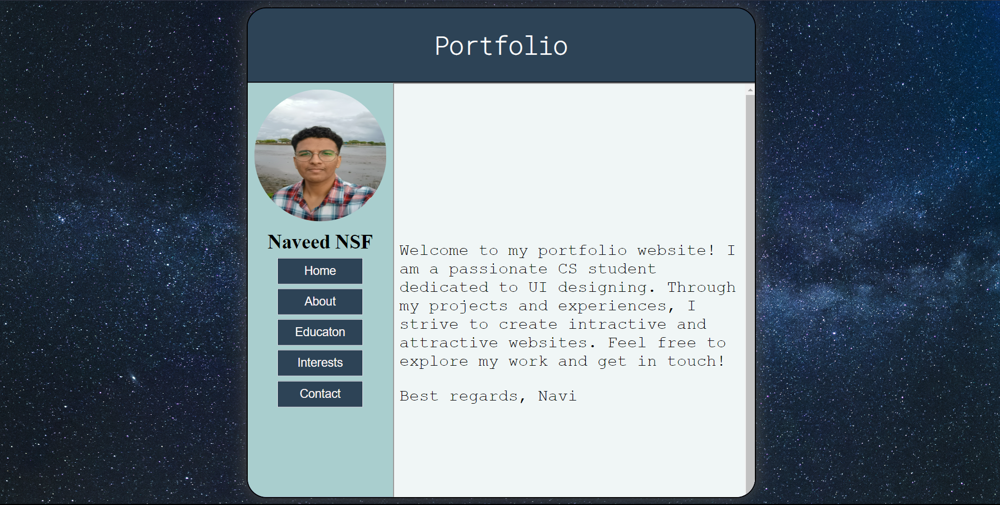 Portfolio
Naveed NSF
Home
About
Educaton
Interests
Contact
Welcome to my portfolio website! I
am a passionate CS student
dedicated to UI designing. Through
my projects and experiences, I
strive to create intractive and
attractive websites. Feel free to
explore my work and get in touch!
Best regards, Navi